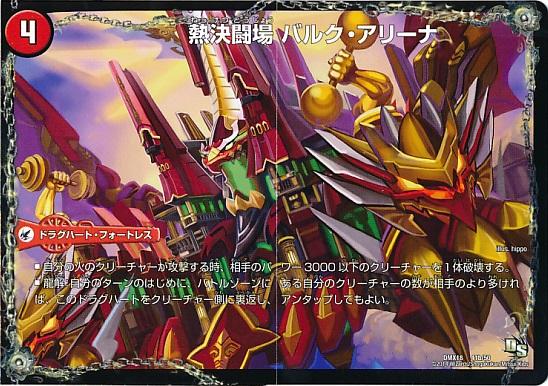 4
熱決闘場 バルク・アリーナ
ドラグハート・フォートレス
illus. hippo
■自分の火のクリーチャーが攻撃する時、相手のパワー3000以下のクリーチャーを1体破壊する。
■龍解:自分のターンのはじめに、バトルゾーンにある自分のクリーチャーの数が相手のより多ければ、このドラグハートをクリーチャー側に裏返し、アンタップしてもよい。
DS
DMX18